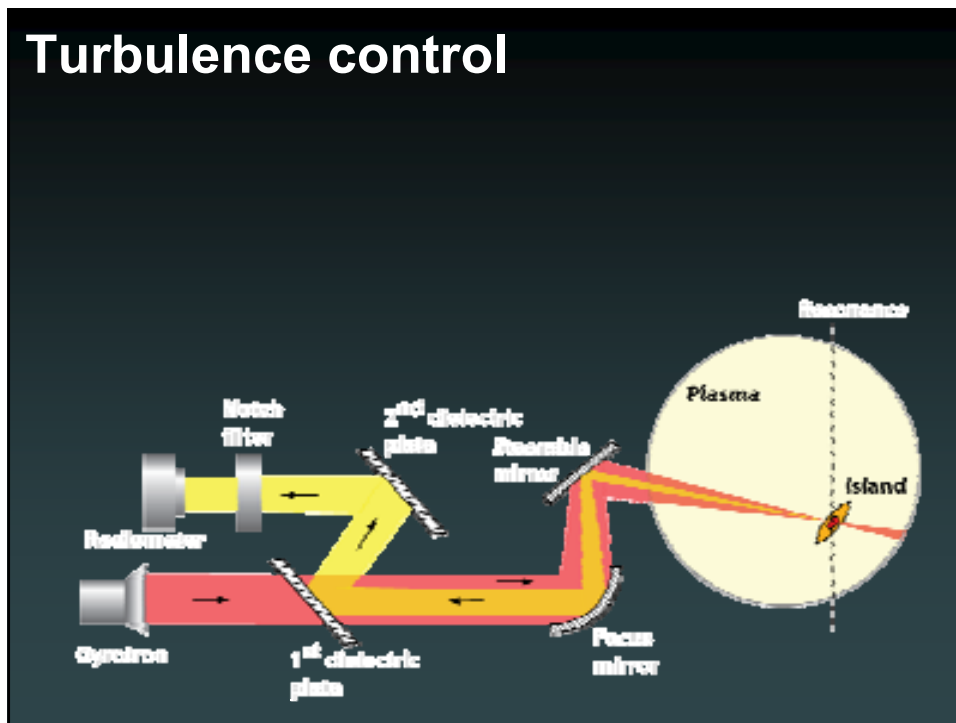 Turbulence control
Resonance
Plasma
Notch
filter
2nd dielectric
plate
Steerable
mirror
island
Radiometer
Gyrotron
1st dielectric
plate
Focus
mirror